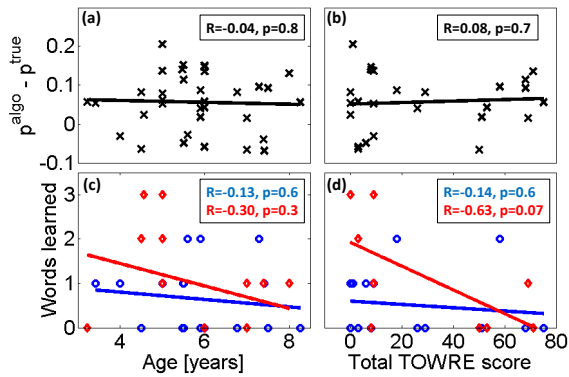 (a)
R=-0.04, p=0.8
(b)
R=0.08, p=0.7
p^algo - p^true
0.2
0.1
0
-0.1
(c)
R=-0.13, p=0.6
R=-0.30, p=0.3
(d)
R=-0.14, p=0.6
R=-0.63, p=0.07
Words learned
3
2
1
0
4
6
8
0
20
40
60
80
Age [years]
Total TOWRE score